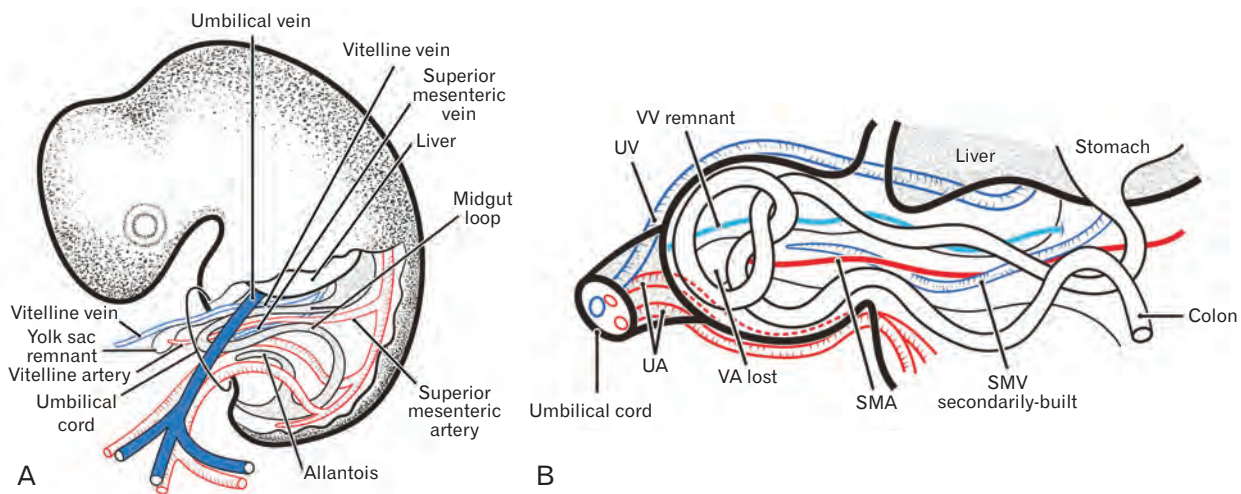 Umbilical vein
Vitelline vein
Superior
mesenteric
vein
Liver
Midgut
loop
Vitelline vein
Yolk sac
remnant
Vitelline artery
Umbilical
cord
Superior
mesenteric
artery
Allantois
A
VV remnant
UV
Liver
Stomach
Colon
UA
VA lost
SMA
SMV
secondarily-built
Umbilical cord
B